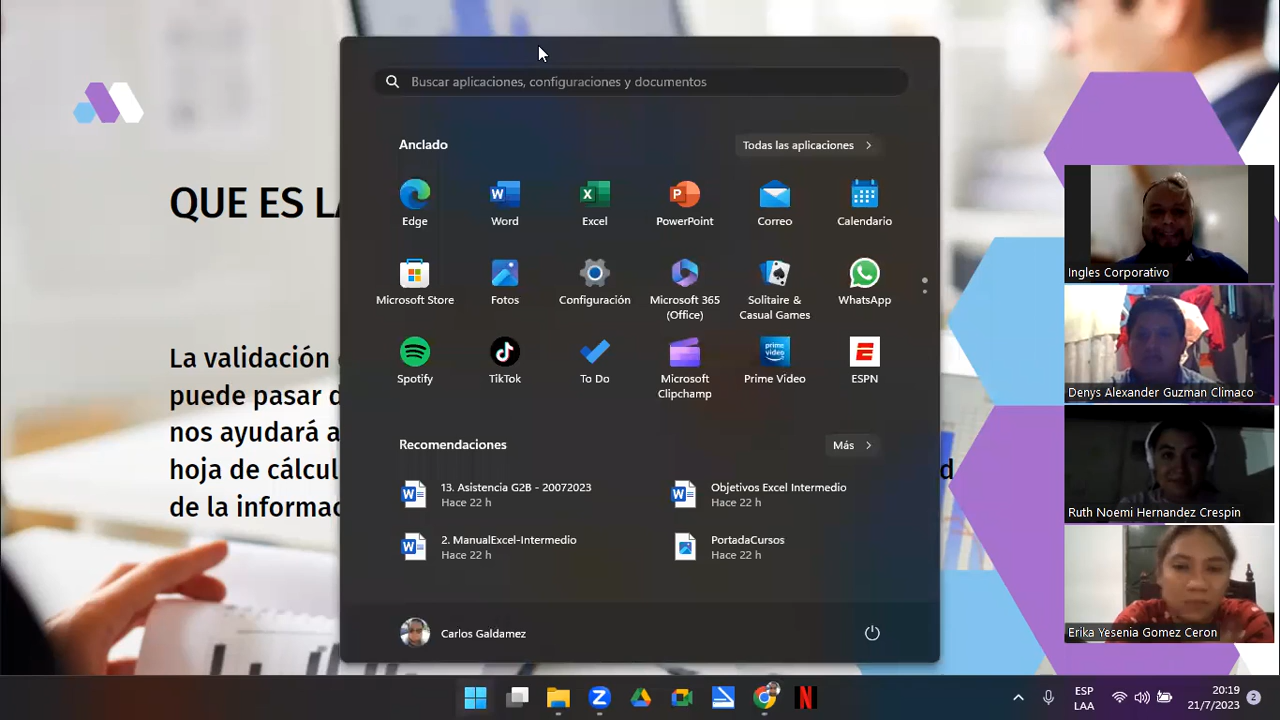 QUE ES L
La validación
puede pasar d
nos ayudará a
hoja de cálcul
d
de la informac
Buscar aplicaciones, configuraciones y documentos
Anclado
Todas las aplicaciones
Edge
Word
Excel
PowerPoint
Correo
Calendario
Microsoft Store
Fotos
Configuración
Microsoft 365
(Office)
Solitaire &
Casual Games
WhatsApp
Spotify
TikTok
To Do
Microsoft
Clipchamp
prime
video
Prime Video
ESPN
Recomendaciones
Más
13. Asistencia G2B - 20072023
Hace 22 h
Objetivos Excel Intermedio
Hace 22 h
2. ManualExcel-Intermedio
Hace 22 h
PortadaCursos
Hace 22 h
Carlos Galdamez
Ingles Corporativo
Denys Alexander Guzman Climaco
Ruth Noemi Hernandez Crespin
Erika Yesenia Gomez Ceron
ESP
LAA
20:19
21/7/2023
2